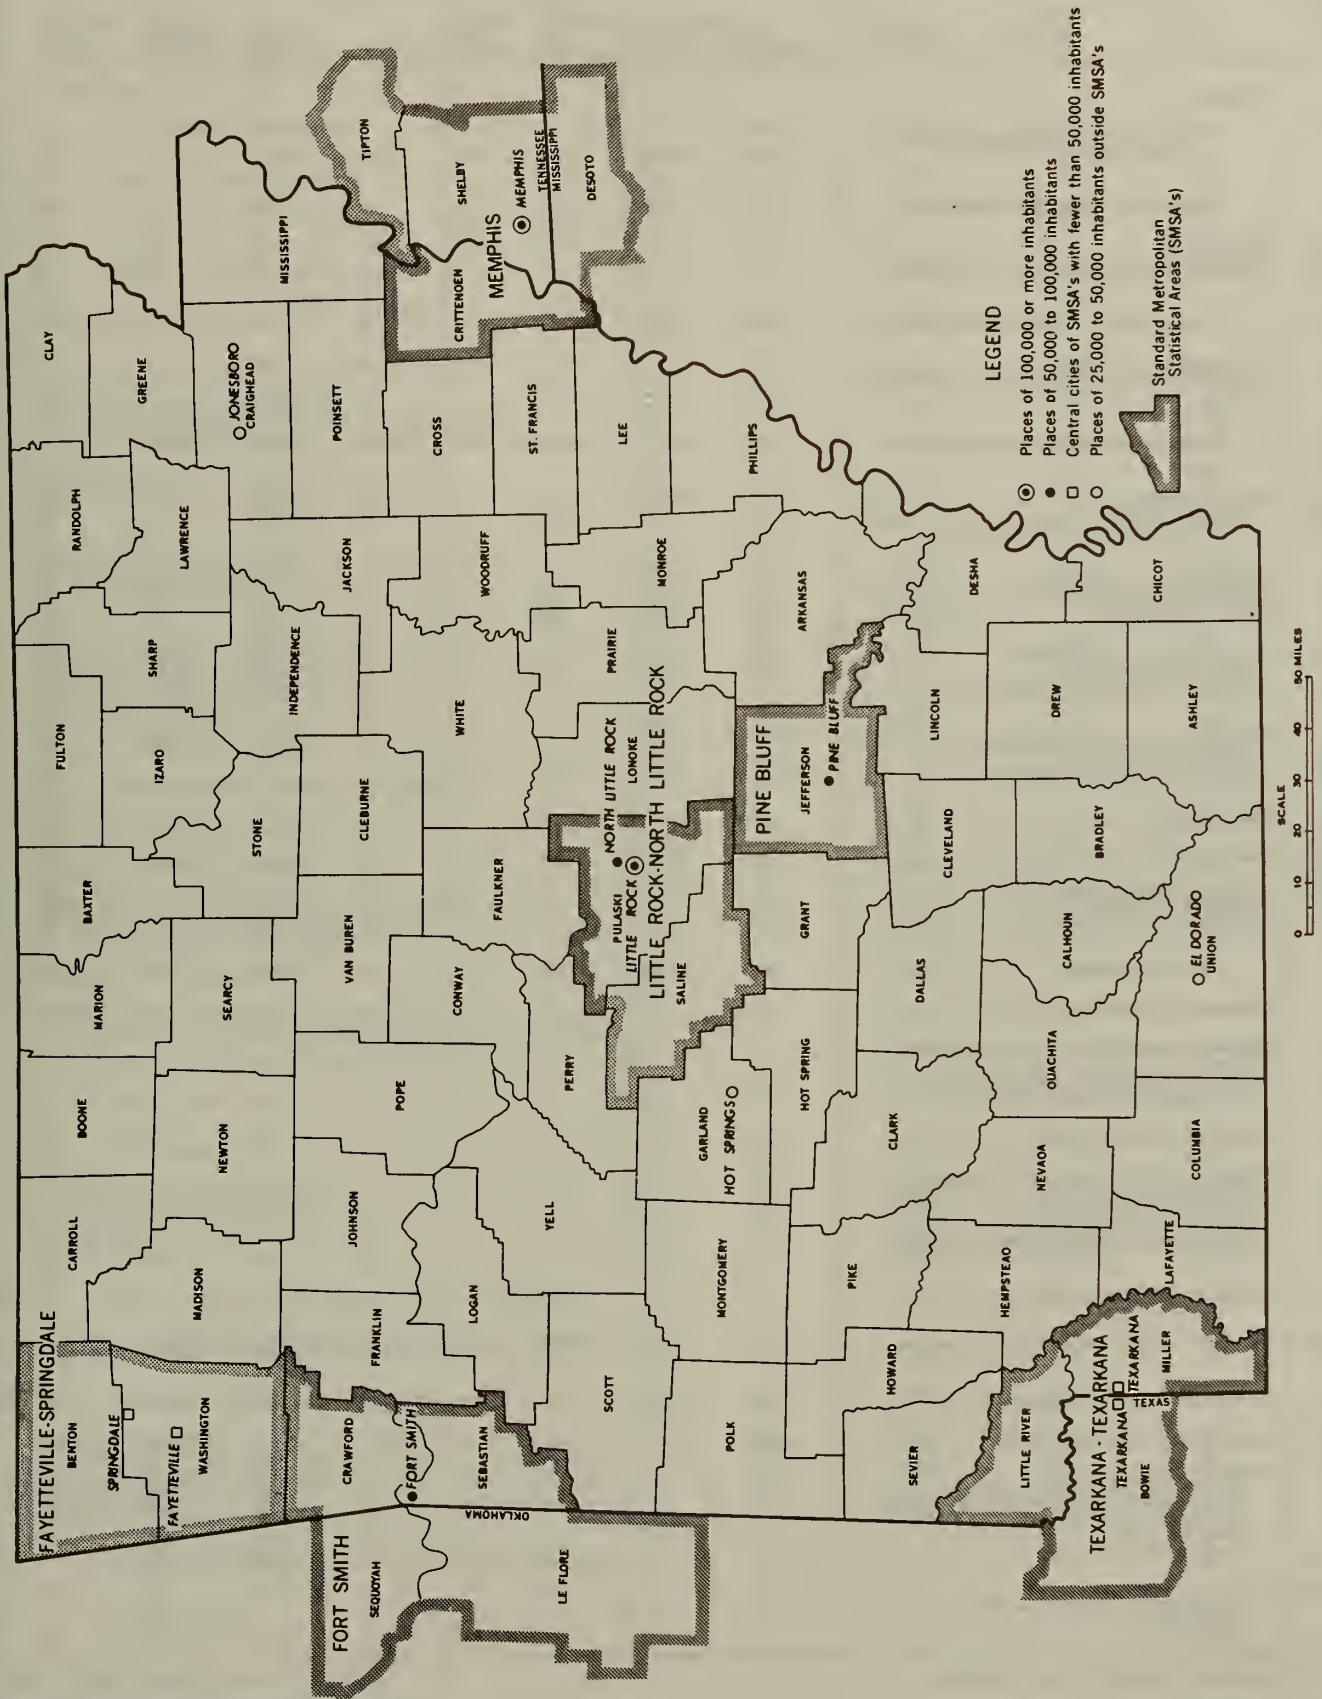 FAYETTEVILLE-SPRINGDALE
BENTON
SPRINGDALE
FAYETTEVILLE
WASHINGTON
CARROLL
MADISON
BOONE
NEWTON
MARION
SEARCY
BAXTER
STONE
FULTON
IZARO
SHARP
INDEPENDENCE
RANDOLPH
LAWRENCE
CLAY
GREENE
JONESBORO
CRAIGHEAD
MISSISSIPPI
POINSETT
JACKSON
CLEBURNE
VAN BUREN
POPE
JOHNSON
FRANKLIN
CRAWFORD
FORT SMITH
SEQUOYAH
FORT SMITH
SEBASTIAN
OKLAHOMA
LE FLORE
LOGAN
SCOTT
YELL
CONWAY
PERRY
FAULKNER
WHITE
WOODRUFF
CROSS
ST. FRANCIS
CRITTENOEN
TIPTON
SHELBY
MEMPHIS
MEMPHIS
TENNESSEE
MISSISSIPPI
DESOTO
LEE
PHILLIPS
MONROE
PRAIRIE
LONOKE
NORTH LITTLE ROCK
PULASKI
LITTLE ROCK
LITTLE ROCK-NORTH LITTLE ROCK
SALINE
GARLAND
HOT SPRINGS
MONTGOMERY
POLK
PIKE
HOWARD
SEVIER
HOT SPRING
CLARK
GRANT
DALLAS
PINE BLUFF
JEFFERSON
PINE BLUFF
ARKANSAS
DESHA
LINCOLN
CLEVELAND
DREW
CHICOT
ASHLEY
BRADLEY
CALHOUN
OUACHITA
EL DORADO
UNION
NEVAOA
COLUMBIA
HEMPSTEAO
LAFAYETTE
LITTLE RIVER
TEXARKANA - TEXARKANA
TEXARKANA
TEXARKANA
MILLER
TEXAS
BOWIE
LEGEND
Places of 100,000 or more inhabitants
Places of 50,000 to 100,000 inhabitants
Central cities of SMSA's with fewer than 50,000 inhabitants
Places of 25,000 to 50,000 inhabitants outside SMSA's
Standard Metropolitan
Statistical Areas (SMSA's)
SCALE
0 10 20 30 40 50 MILES